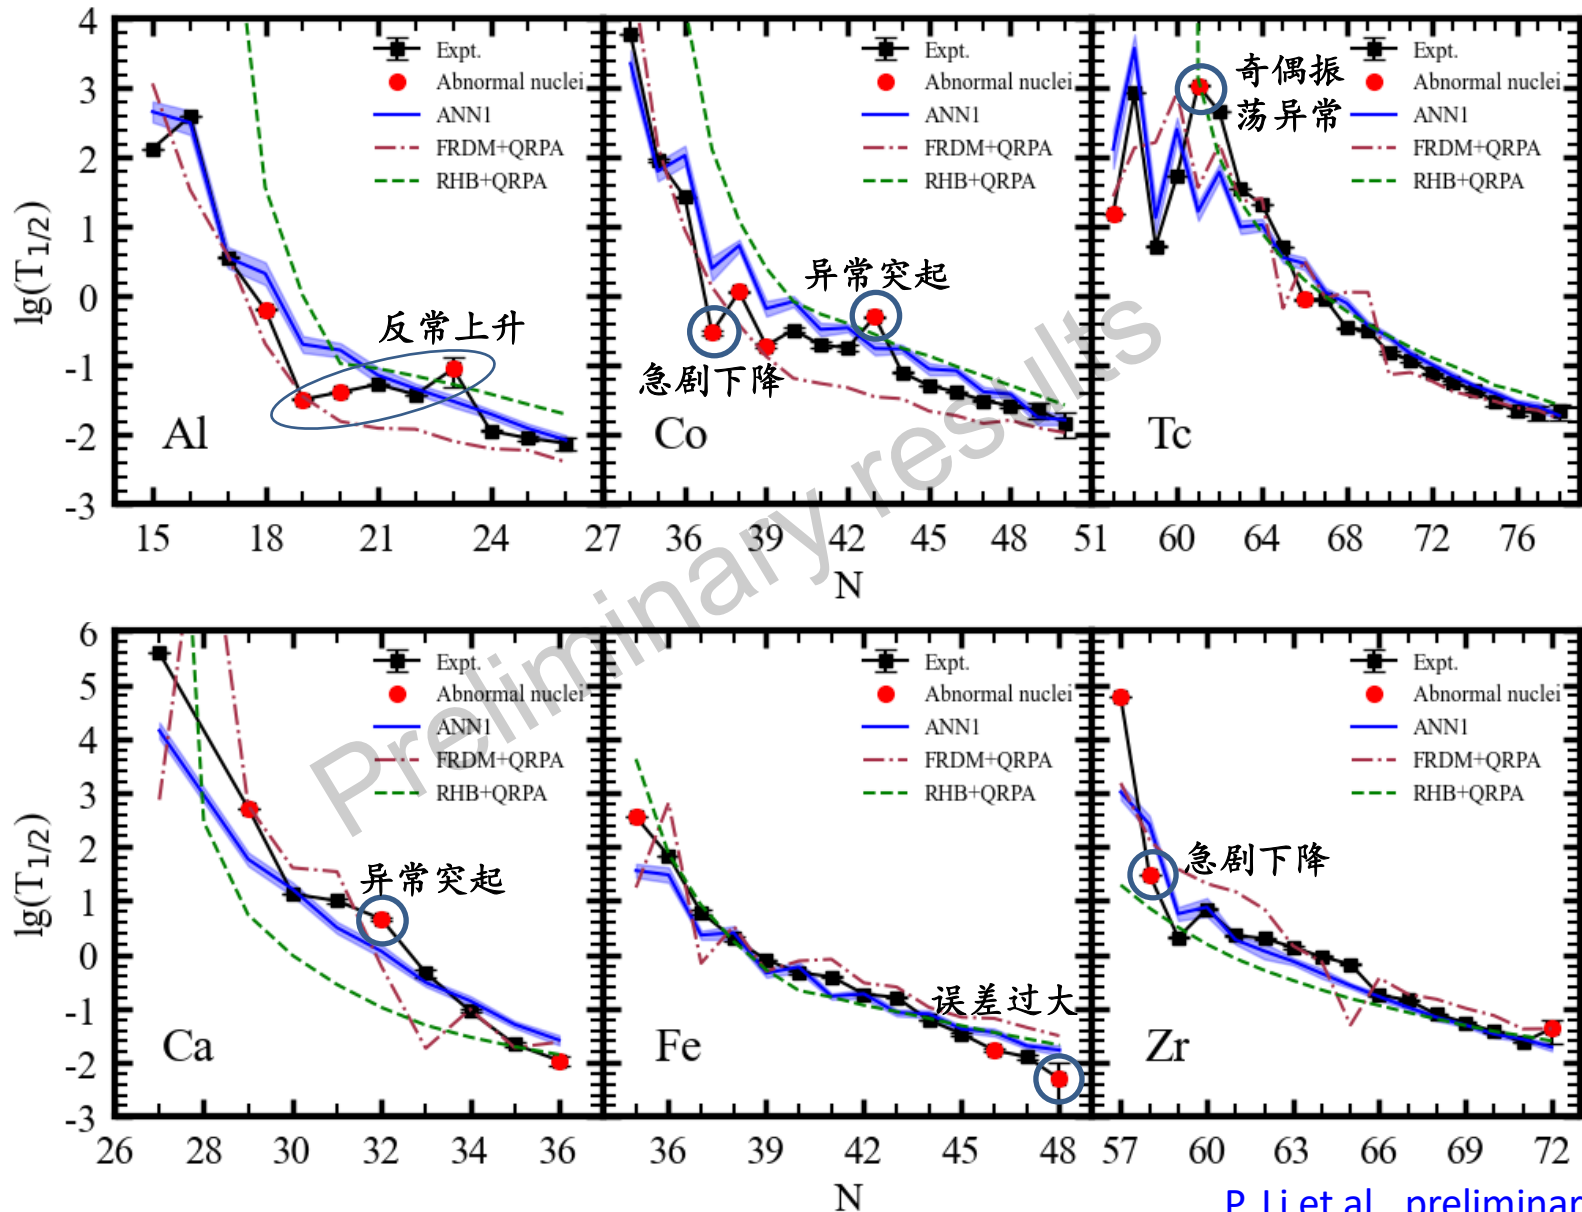 4
3
2
1
0
-1
-2
-3
lg(T1/2)
Expt.
Abnormal nuclei
ANN1
FRDM+QRPA
RHB+QRPA
反常上升
Al
Expt.
Abnormal nuclei
ANN1
FRDM+QRPA
RHB+QRPA
异常突起
急剧下降
Co
奇偶振
荡异常
Expt.
Abnormal nuclei
ANN1
FRDM+QRPA
RHB+QRPA
Tc
15 18 21 24 27 36 39 42 45 48 51 60 64 68 72 76
N
Preliminary results
6
5
4
3
2
1
0
-1
-2
-3
lg(T1/2)
Expt.
Abnormal nuclei
ANN1
FRDM+QRPA
RHB+QRPA
异常突起
Ca
Expt.
Abnormal nuclei
ANN1
FRDM+QRPA
RHB+QRPA
误差过大
Fe
Expt.
Abnormal nuclei
ANN1
FRDM+QRPA
RHB+QRPA
急剧下降
Zr
26 28 30 32 34 36 36 39 42 45 48 57 60 63 66 69 72
N
P. Li et al., preliminar